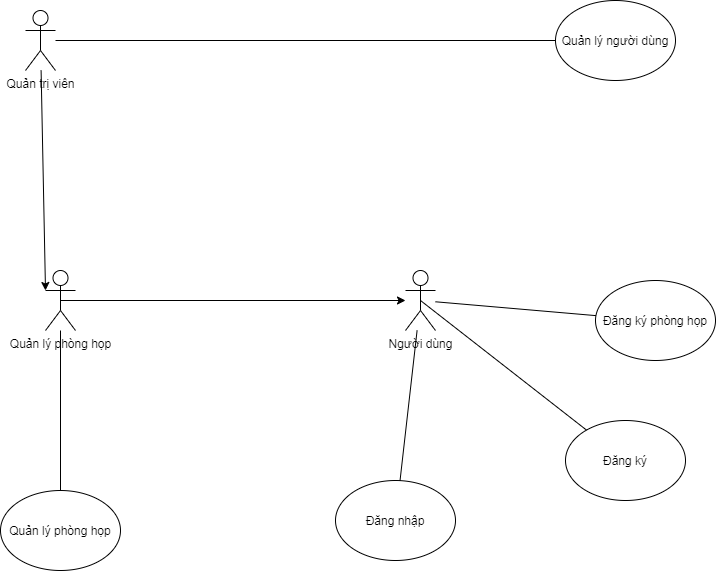 Quản lý người dùng
Quản trị viên
Đăng ký phòng họp
Quản lý phòng họp
Người dùng
Đăng ký
Đăng nhập
Quản lý phòng họp